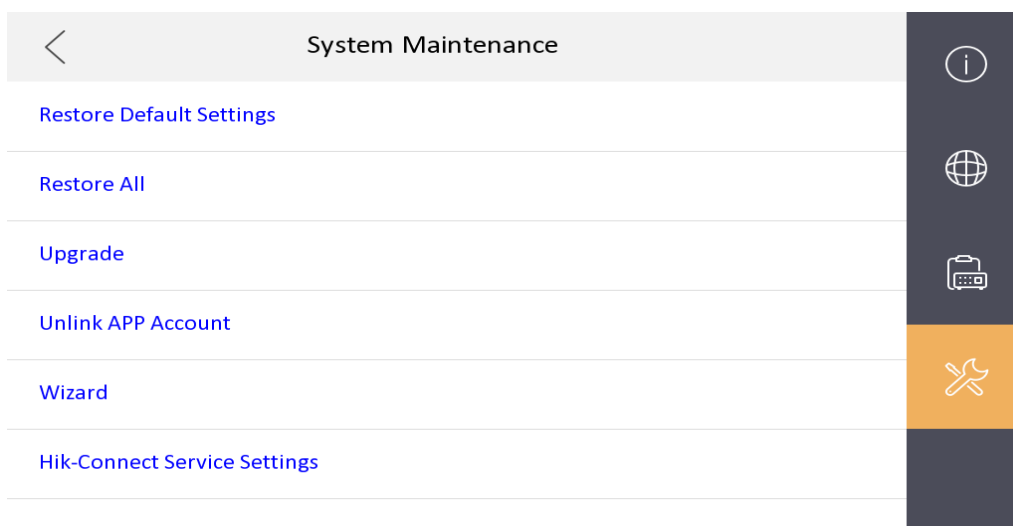 System Maintenance
Restore Default Settings
Restore All
Upgrade
Unlink APP Account
Wizard
Hik-Connect Service Settings